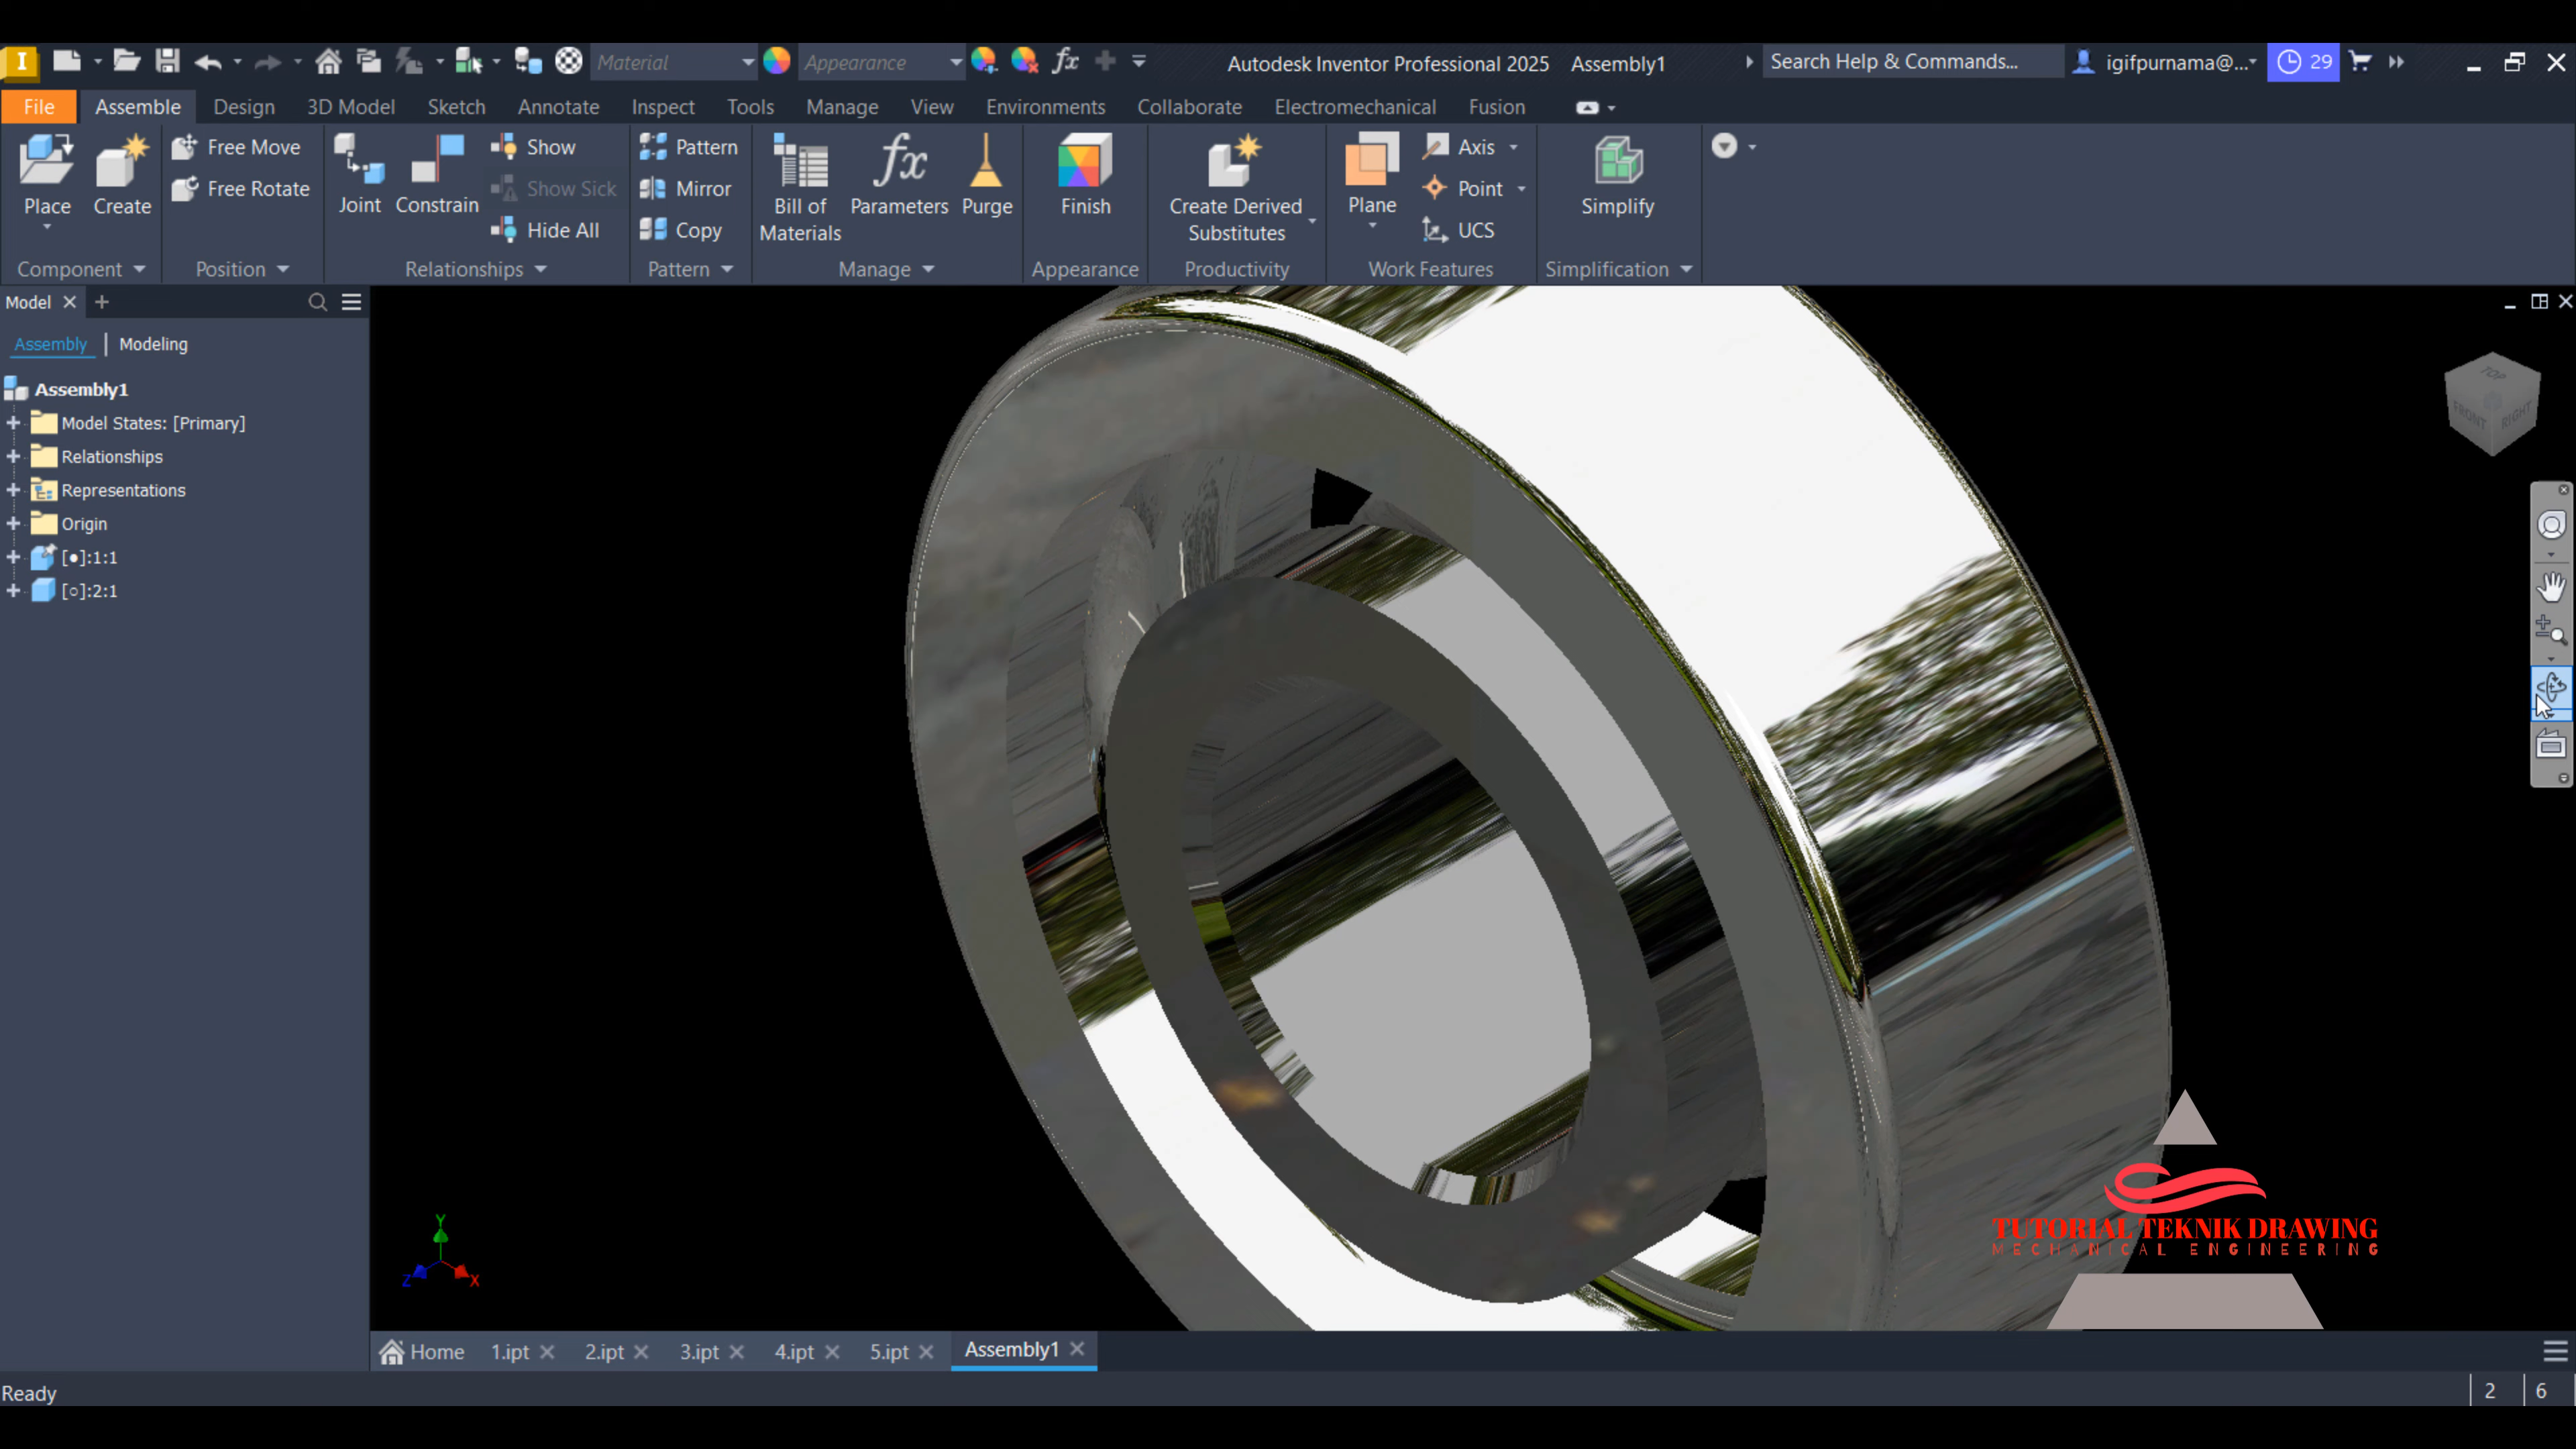 Material
Appearance
fx
Autodesk Inventor Professional 2025
Assembly1
Search Help & Commands...
igifpurnama@...
29
File
Assemble
Design
3D Model
Sketch
Annotate
Inspect
Tools
Manage
View
Environments
Collaborate
Electromechanical
Fusion
Place
Create
Free Move
Free Rotate
Joint
Constrain
Show
Show Sick
Hide All
Pattern
Mirror
Copy
Bill of
Materials
fx
Parameters
Purge
Finish
Create Derived
Substitutes
Plane
Axis
Point
UCS
Simplify
Component
Position
Relationships
Pattern
Manage
Appearance
Productivity
Work Features
Simplification
Model
Assembly
Modeling
Assembly1
Model States: [Primary]
Relationships
Representations
Origin
[●]:1:1
[○]:2:1
TOP
FRONT
RIGHT
Y
Z
X
TUTORIAL TEKNIK DRAWING
MECHANICAL ENGINEERING
Home
1.ipt
2.ipt
3.ipt
4.ipt
5.ipt
Assembly1
Ready
2
6